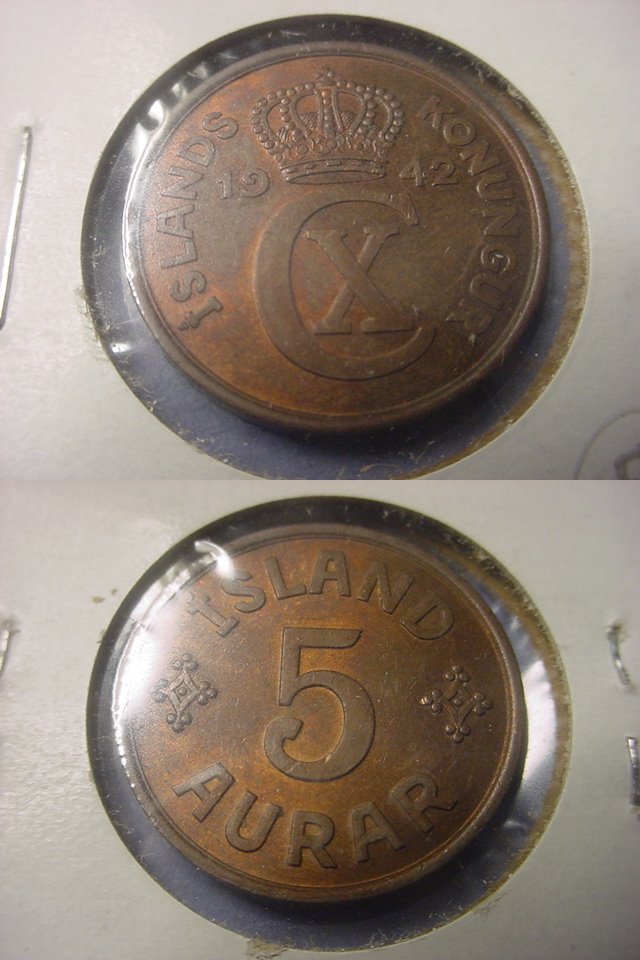 ÍSLANDS KONUNGUR
19 42
CX
ÍSLAND
5
AURAR